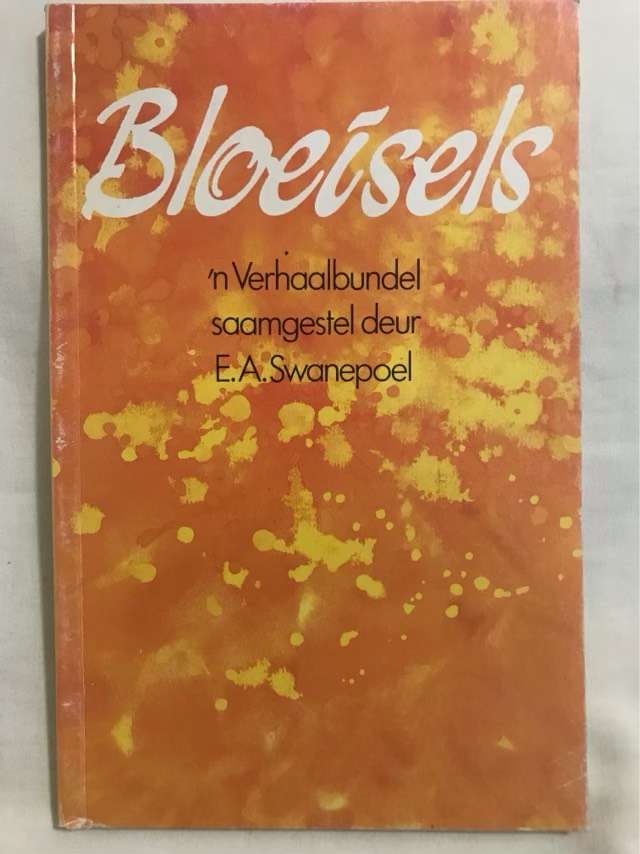 Bloeisels
'n Verhaalbundel
saamgestel deur
E.A.Swanepoel